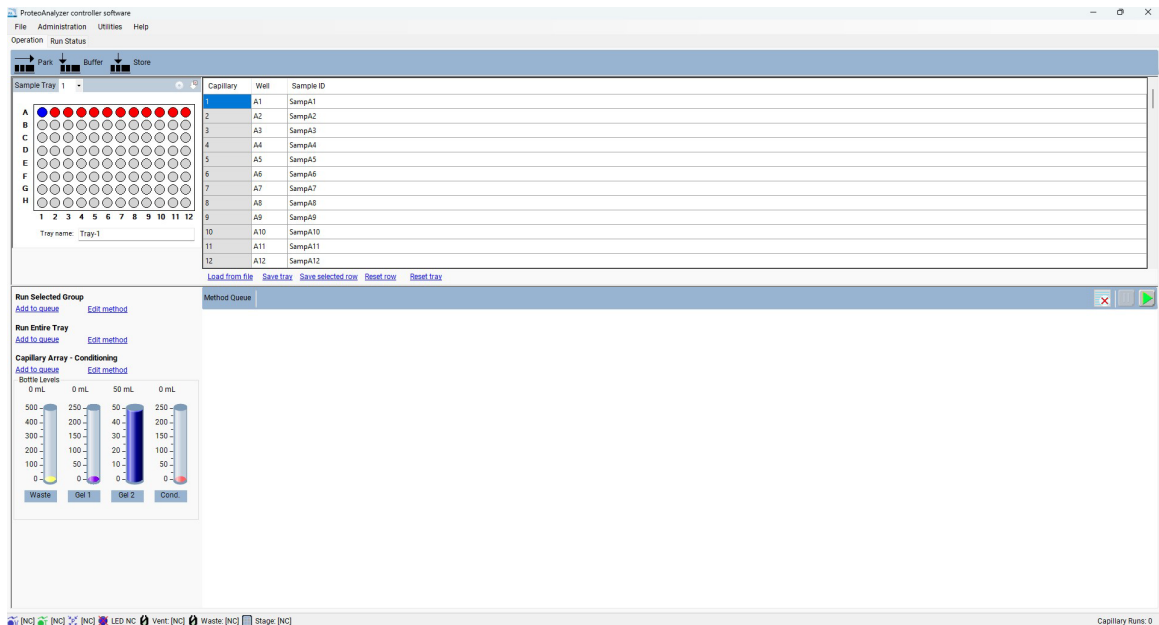 ProteoAnalyzer controller software
File Administration Utilities Help
Operation Run Status
Park Buffer Store
Sample Tray 1
A
B
C
D
E
F
G
H
1 2 3 4 5 6 7 8 9 10 11 12
Tray name: Tray-1
Capillary Well Sample ID
1 A1 SampA1
2 A2 SampA2
3 A3 SampA3
4 A4 SampA4
5 A5 SampA5
6 A6 SampA6
7 A7 SampA7
8 A8 SampA8
9 A9 SampA9
10 A10 SampA10
11 A11 SampA11
12 A12 SampA12
Load from file Save tray Save selected row Reset row Reset tray
Run Selected Group
Add to queue Edit method
Run Entire Tray
Add to queue Edit method
Capillary Array - Conditioning
Add to queue Edit method
Method Queue
Bottle Levels
0 mL 0 mL 50 mL 0 mL
500 250 50 250
400 200 40 200
300 150 30 150
200 100 20 100
100 50 10 50
0 0 0 0
Waste Gel 1 Gel 2 Cond.
[NC] [NC] [NC] LED NC Vent: [NC] Waste: [NC] Stage: [NC]
Capillary Runs: 0